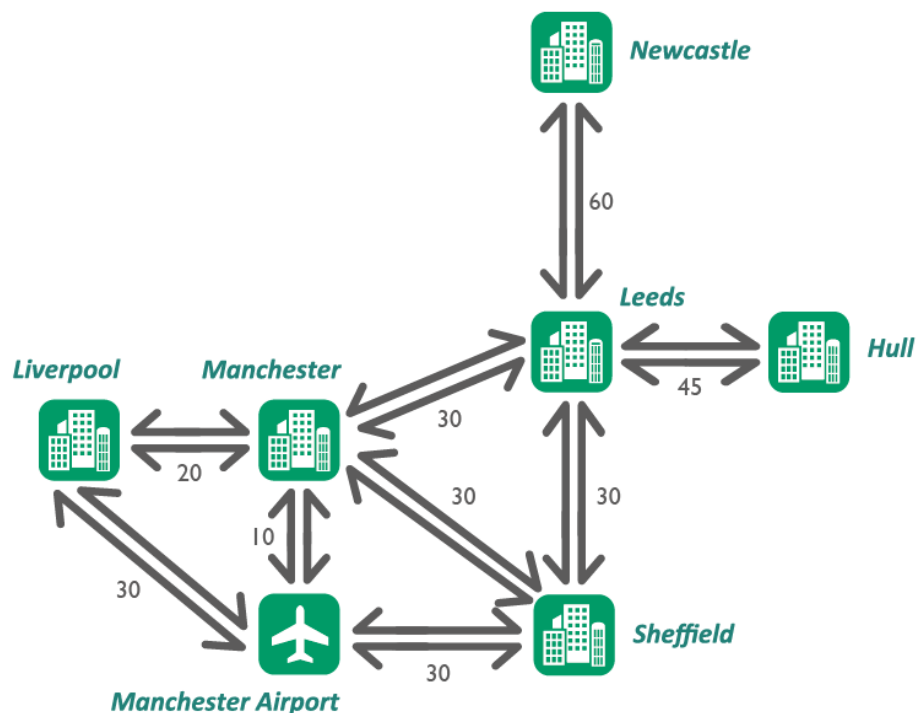 Newcastle
60
Leeds
Hull
45
Liverpool
Manchester
30
20
30
30
10
30
Sheffield
30
Manchester Airport